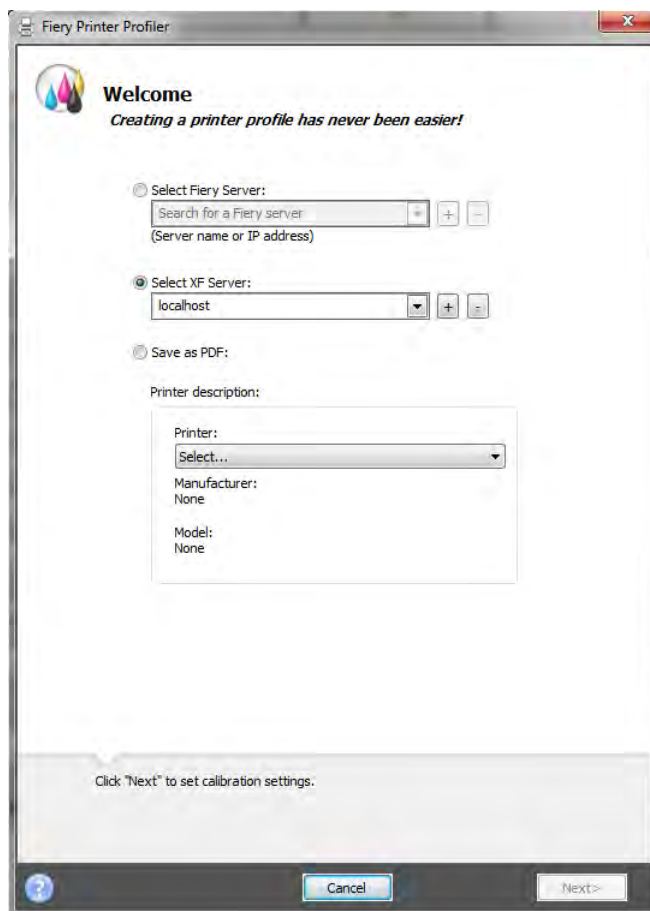 Fiery Printer Profiler
x
Welcome
Creating a printer profile has never been easier!
Select Fiery Server:
Search for a Fiery server
+ -
(Server name or IP address)
Select XF Server:
localhost
+ -
Save as PDF:
Printer description:
Printer:
Select...
Manufacturer:
None
Model:
None
Click "Next" to set calibration settings.
? Cancel Next>